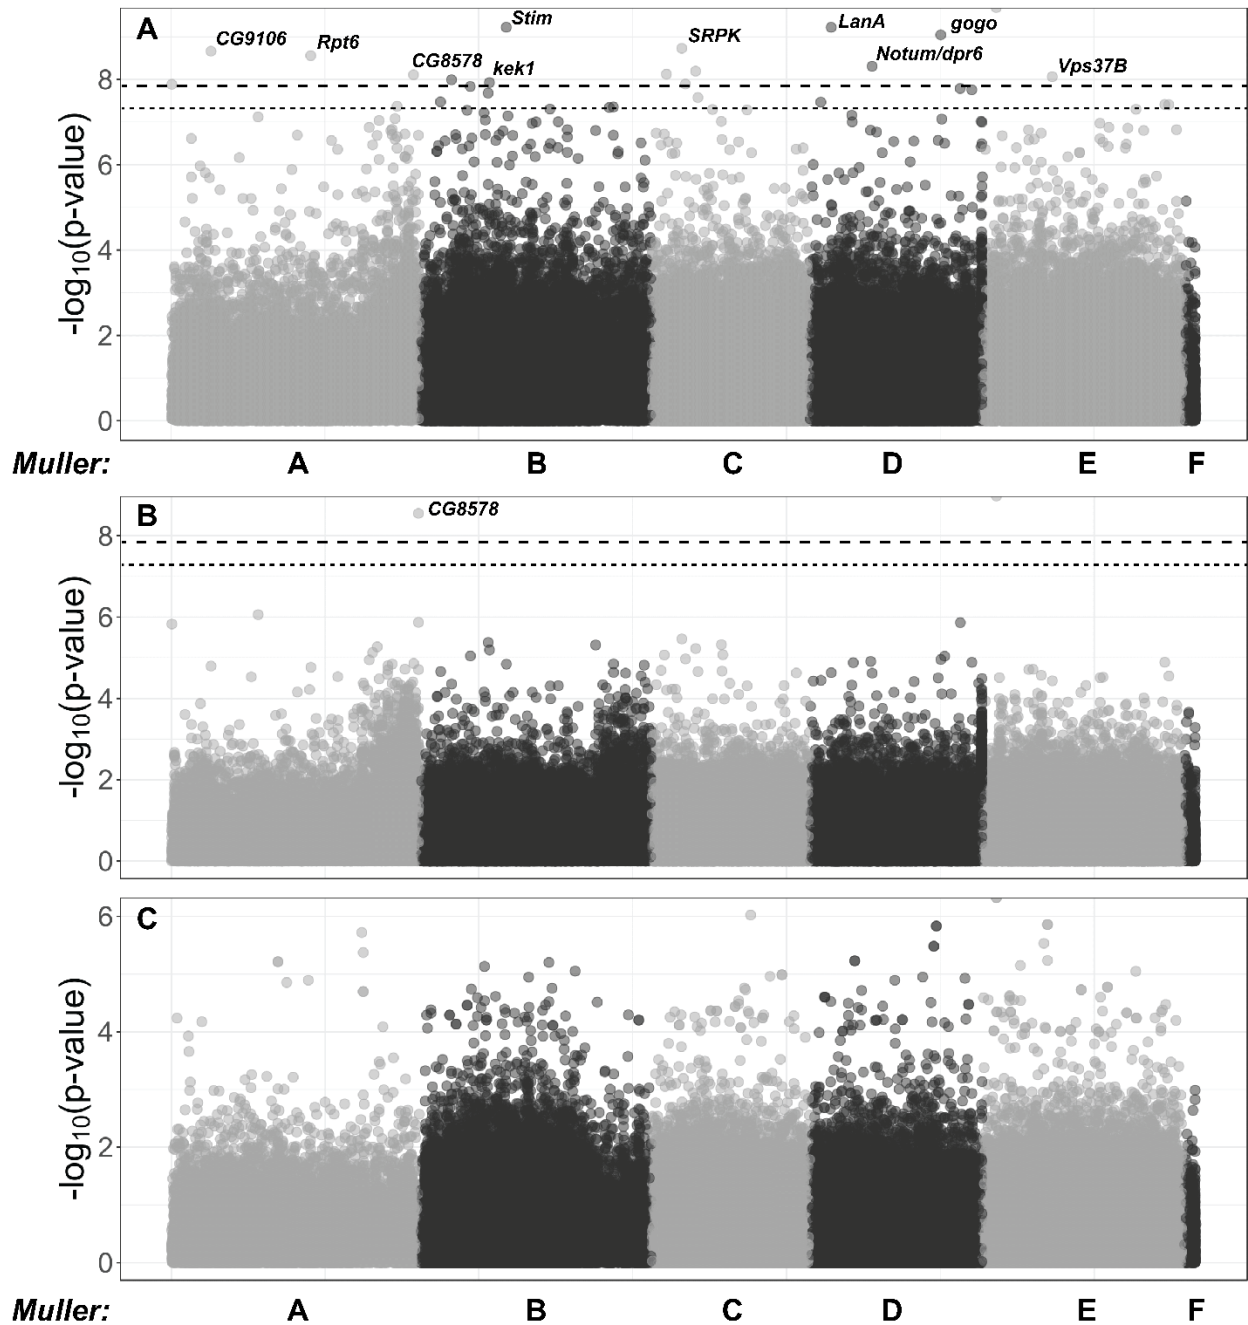 A
CG9106
Rpt6
CG8578
Stim
kek1
SRPK
LanA
gogo
Notum/dpr6
Vps37B
8
6
4
2
0
-log10(p-value)
Muller: A B C D E F
B
CG8578
8
6
4
2
0
-log10(p-value)
C
6
4
2
0
-log10(p-value)
Muller: A B C D E F